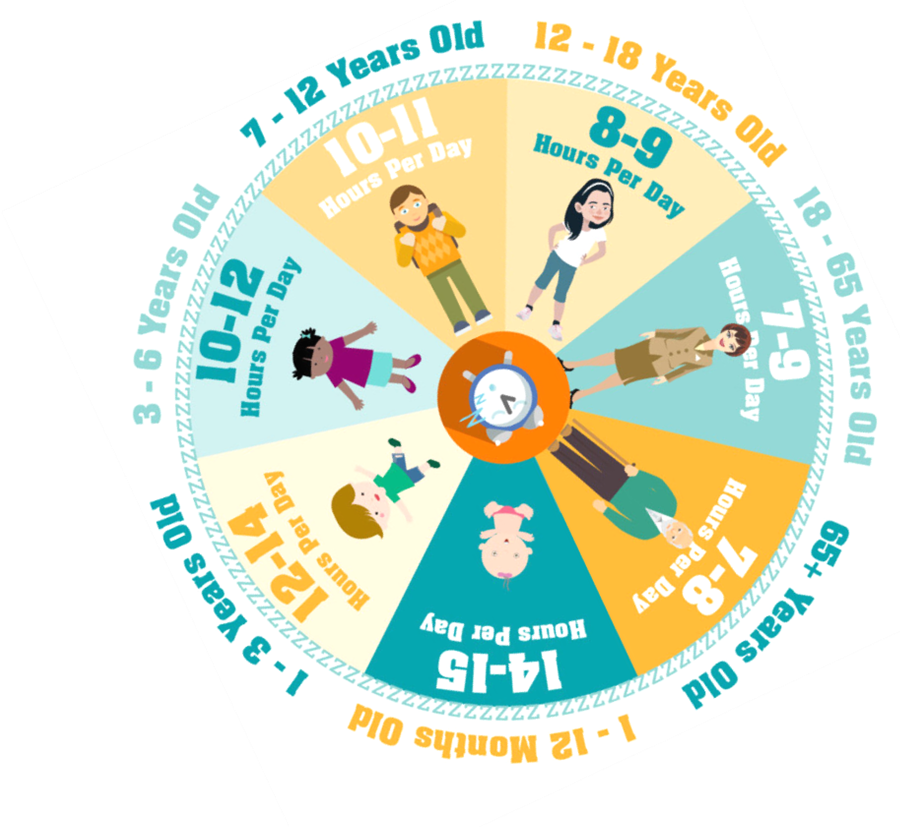 1 - 12 Months Old
14-15
Hours Per Day
1 - 3 Years Old
12-14
Hours Per Day
3 - 6 Years Old
10-12
Hours Per Day
7 - 12 Years Old
10-11
Hours Per Day
12 - 18 Years Old
8-9
Hours Per Day
18 - 65 Years Old
7-9
Hours Per Day
65+ Years Old
7-8
Hours Per Day